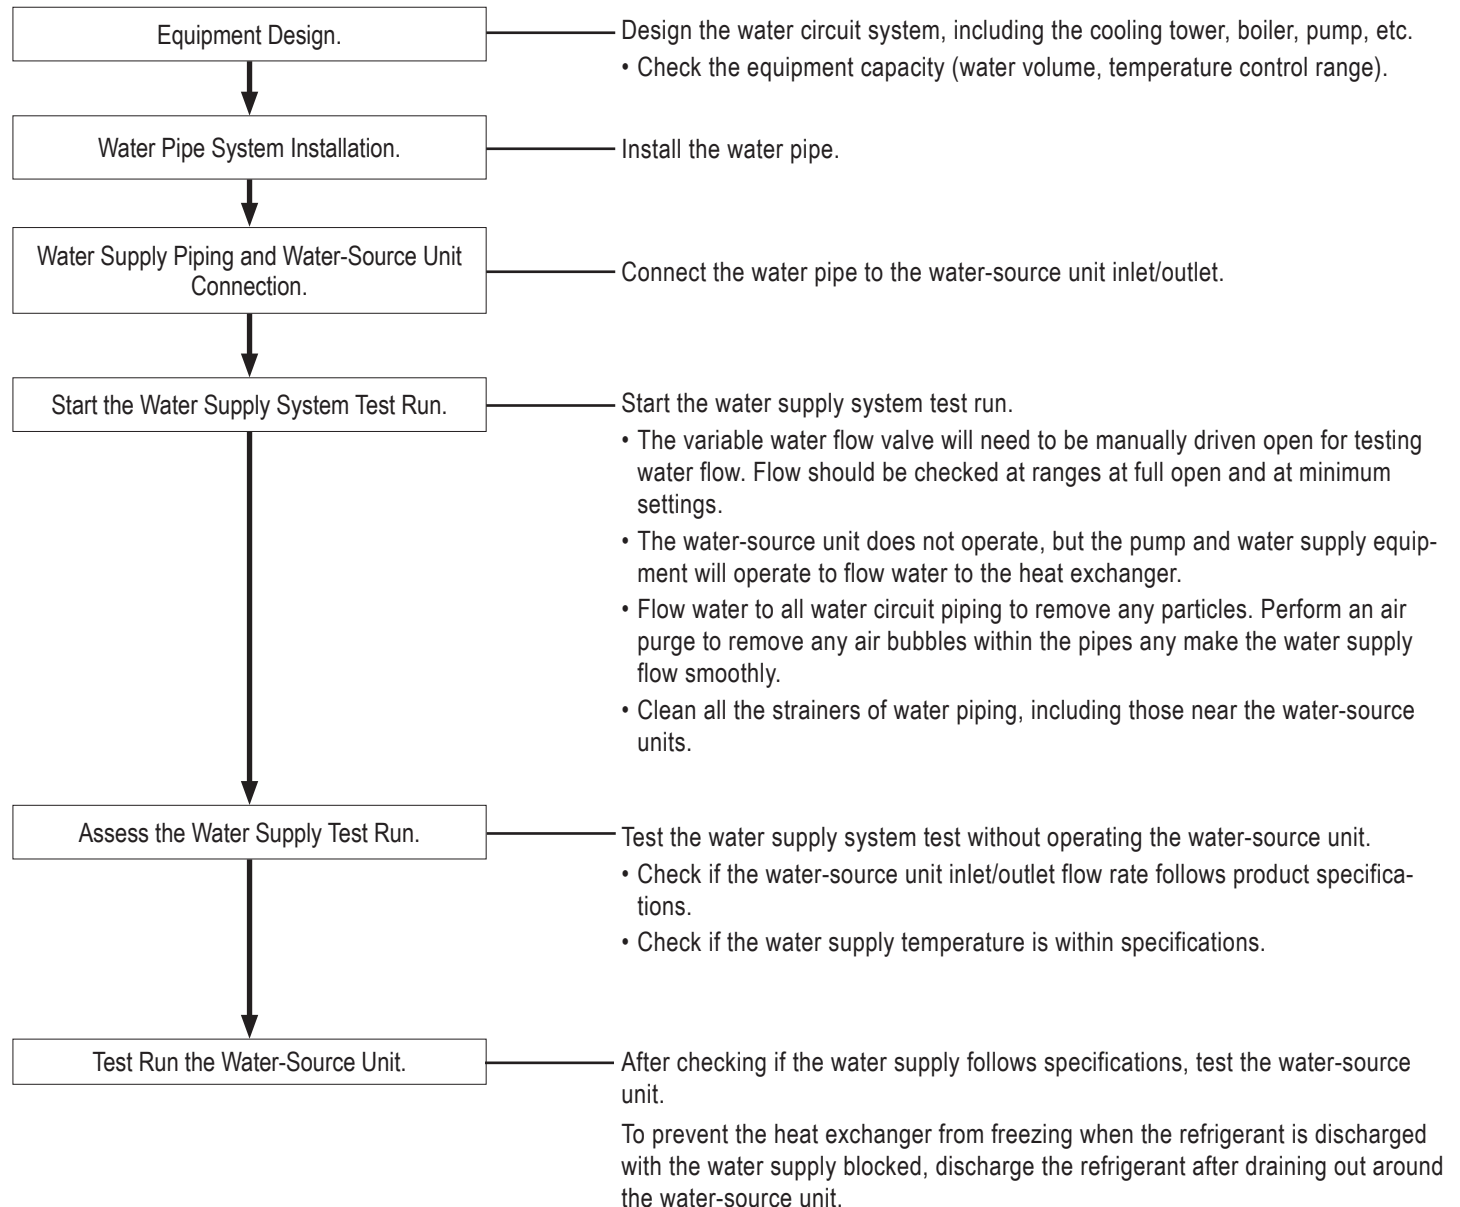 Equipment Design.
Design the water circuit system, including the cooling tower, boiler, pump, etc.
• Check the equipment capacity (water volume, temperature control range).
Water Pipe System Installation.
Install the water pipe.
Water Supply Piping and Water-Source Unit
Connection.
Connect the water pipe to the water-source unit inlet/outlet.
Start the Water Supply System Test Run.
Start the water supply system test run.
• The variable water flow valve will need to be manually driven open for testing
water flow. Flow should be checked at ranges at full open and at minimum
settings.
• The water-source unit does not operate, but the pump and water supply equip-
ment will operate to flow water to the heat exchanger.
• Flow water to all water circuit piping to remove any particles. Perform an air
purge to remove any air bubbles within the pipes any make the water supply
flow smoothly.
• Clean all the strainers of water piping, including those near the water-source
units.
Assess the Water Supply Test Run.
Test the water supply system test without operating the water-source unit.
• Check if the water-source unit inlet/outlet flow rate follows product specifica-
tions.
• Check if the water supply temperature is within specifications.
Test Run the Water-Source Unit.
After checking if the water supply follows specifications, test the water-source
unit.
To prevent the heat exchanger from freezing when the refrigerant is discharged
with the water supply blocked, discharge the refrigerant after draining out around
the water-source unit.